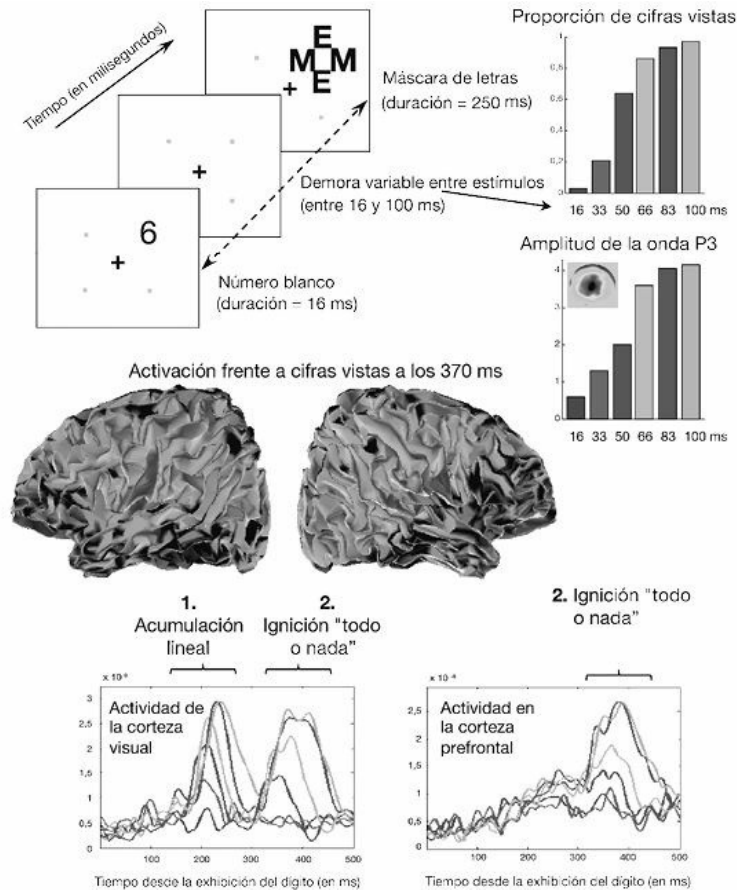 Tiempo (en milisegundos)
E
M M
E
+
Máscara de letras
(duración = 250 ms)
+
Demora variable entre estímulos
(entre 16 y 100 ms)
6
+
Número blanco
(duración = 16 ms)
Proporción de cifras vistas
1
0,8
0,6
0,4
0,2
0
16 33 50 66 83 100 ms
Amplitud de la onda P3
4
3
2
1
0
16 33 50 66 83 100 ms
Activación frente a cifras vistas a los 370 ms
1.
Acumulación
lineal
2.
Ignición "todo
o nada"
2. Ignición "todo
o nada"
Actividad de
la corteza
visual
3
2,5
2
1,5
1
0,5
0
100 200 300 400 500
Tiempo desde la exhibición del dígito (en ms)
Actividad en
la corteza
prefrontal
2,5
2
1,5
1
0,5
0
100 200 300 400 500
Tiempo desde la exhibición del dígito (en ms)